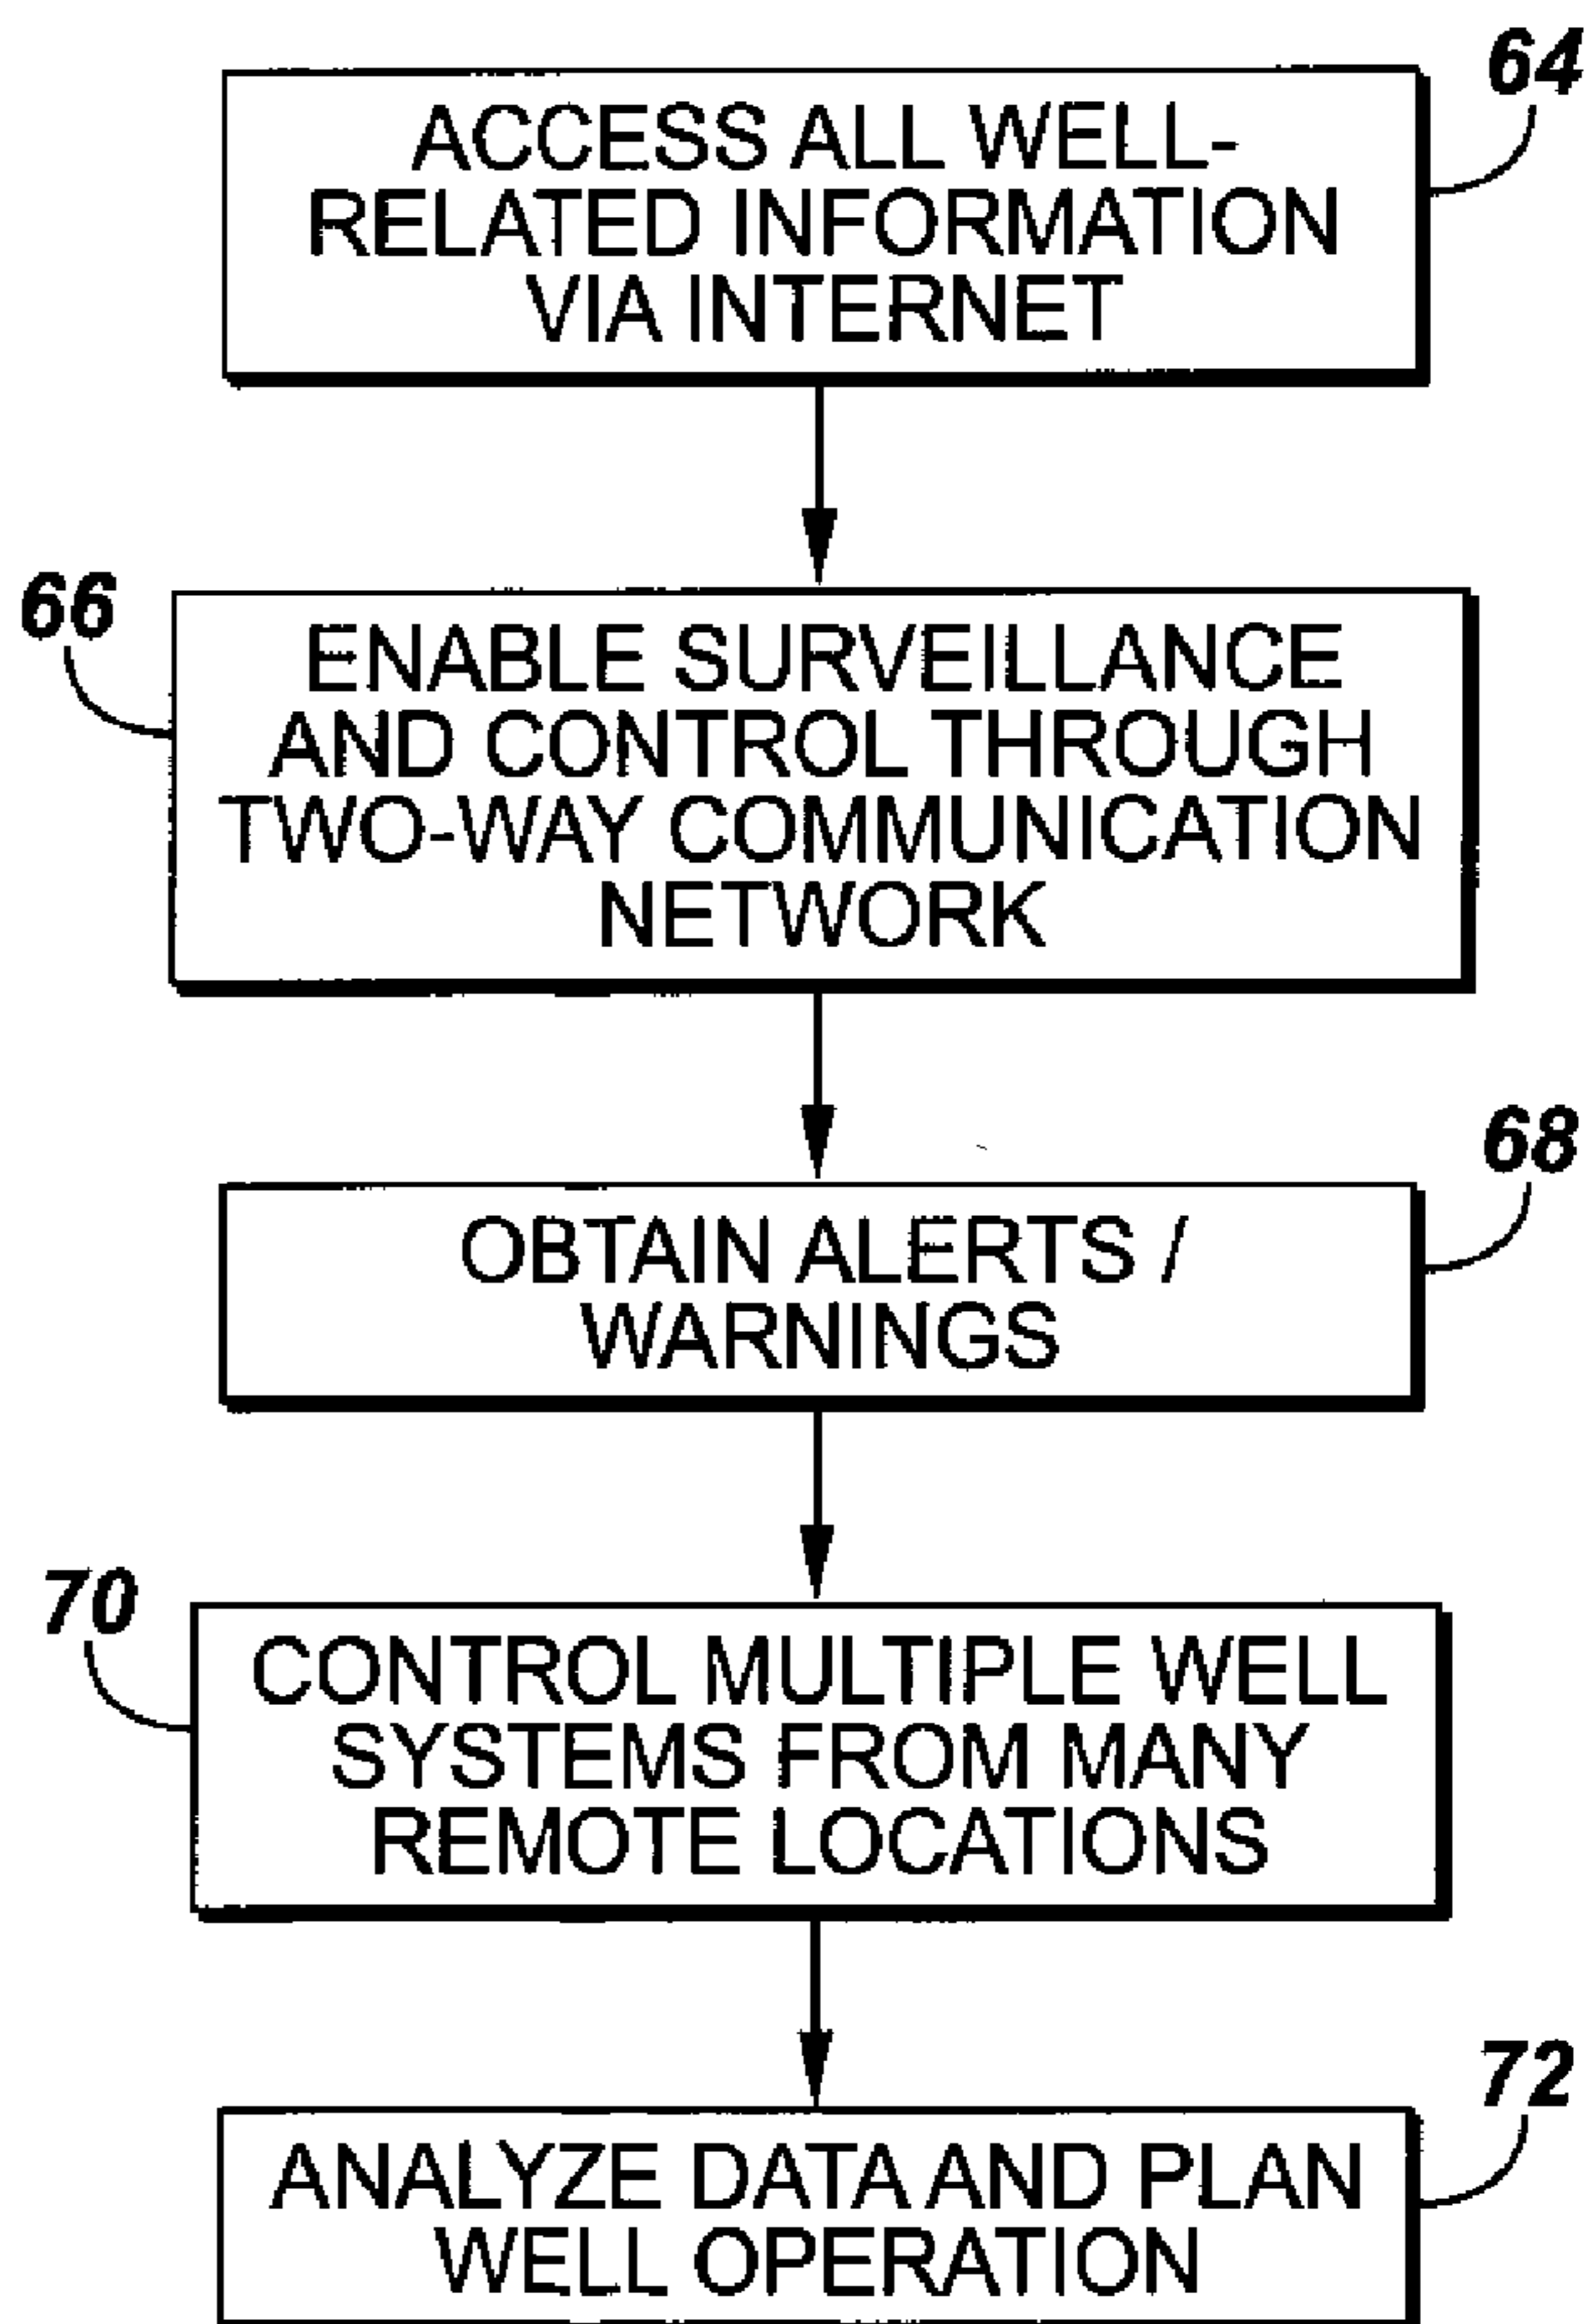 64
ACCESS ALL WELL-
RELATED INFORMATION
VIA INTERNET
66
ENABLE SURVEILLANCE
AND CONTROL THROUGH
TWO-WAY COMMUNICATION
NETWORK
68
OBTAIN ALERTS /
WARNINGS
70
CONTROL MULTIPLE WELL
SYSTEMS FROM MANY
REMOTE LOCATIONS
72
ANALYZE DATA AND PLAN
WELL OPERATION